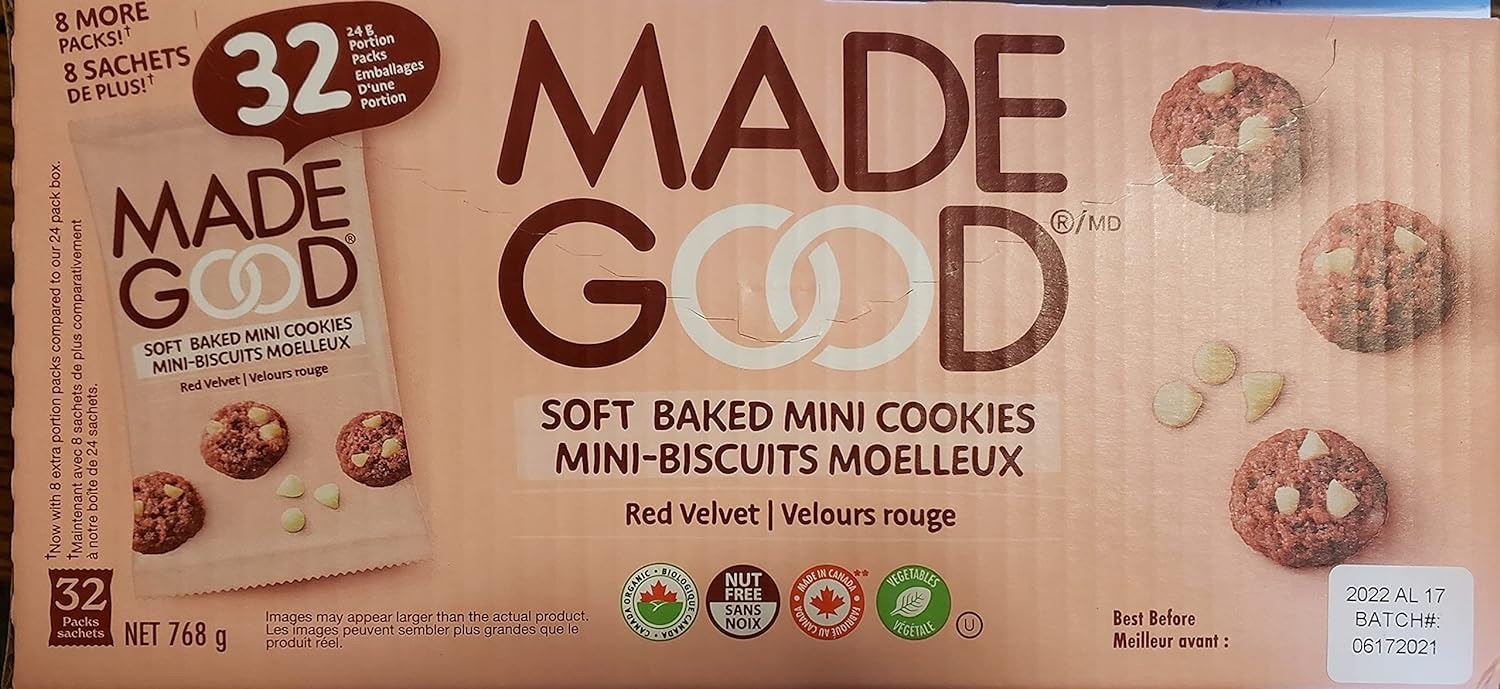 8 MORE
PACKS!†
8 SACHETS
DE PLUS!†
32
24 g
Portion
Packs
Emballages
D'une
Portion
MADE
GOOD®
SOFT BAKED MINI COOKIES
MINI-BISCUITS MOELLEUX
Red Velvet | Velours rouge
†Now with 8 extra portion packs compared to our 24 pack box.
†Maintenant avec 8 sachets de plus comparativement
à notre boîte de 24 sachets.
32
Packs
sachets
NET 768 g
Images may appear larger than the actual product.
Les images peuvent sembler plus grandes que le
produit réel.
MADE
GOOD®/MD
SOFT BAKED MINI COOKIES
MINI-BISCUITS MOELLEUX
Red Velvet | Velours rouge
CANADA ORGANIC • BIOLOGIQUE CANADA •
NUT
FREE
SANS
NOIX
MADE IN CANADA • FABRIQUÉ AU CANADA • **
VEGETABLES
VÉGÉTALE
U
Best Before
Meilleur avant :
2022 AL 17
BATCH#:
06172021